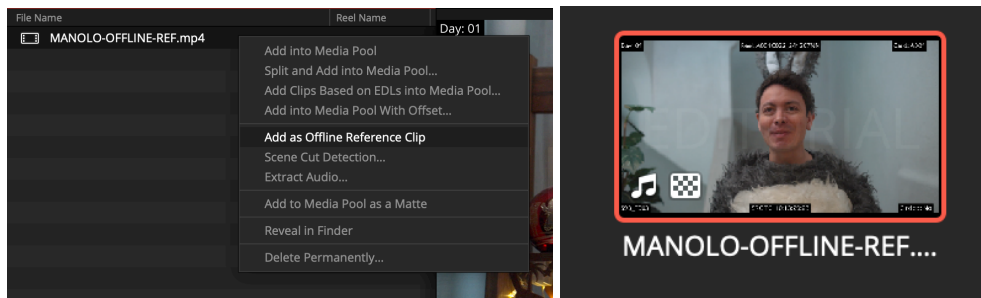 File Name
Reel Name
MANOLO-OFFLINE-REF.mp4
Day: 01
Add into Media Pool
Split and Add into Media Pool...
Add Clips Based on EDLs into Media Pool...
Add into Media Pool With Offset...
Add as Offline Reference Clip
Scene Cut Detection...
Extract Audio...
Add to Media Pool as a Matte
Reveal in Finder
Delete Permanently...
Day: 01
EDITORIAL
MANOLO-OFFLINE-REF....